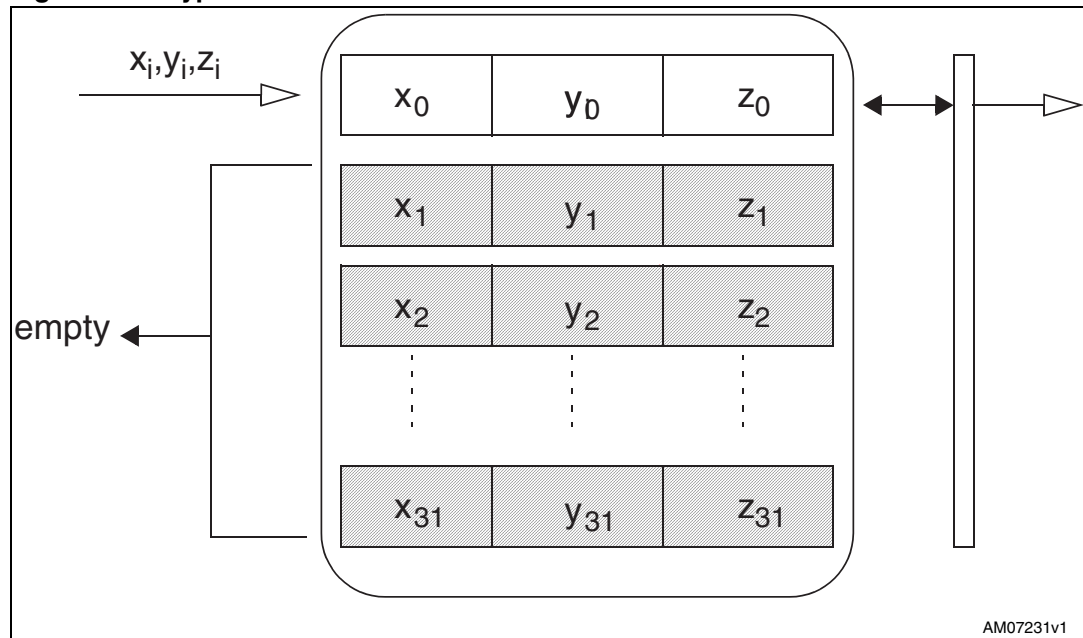 xᵢ,yᵢ,zᵢ
x₀ y₀ z₀
x₁ y₁ z₁
x₂ y₂ z₂
empty
x₃₁ y₃₁ z₃₁
AM07231v1